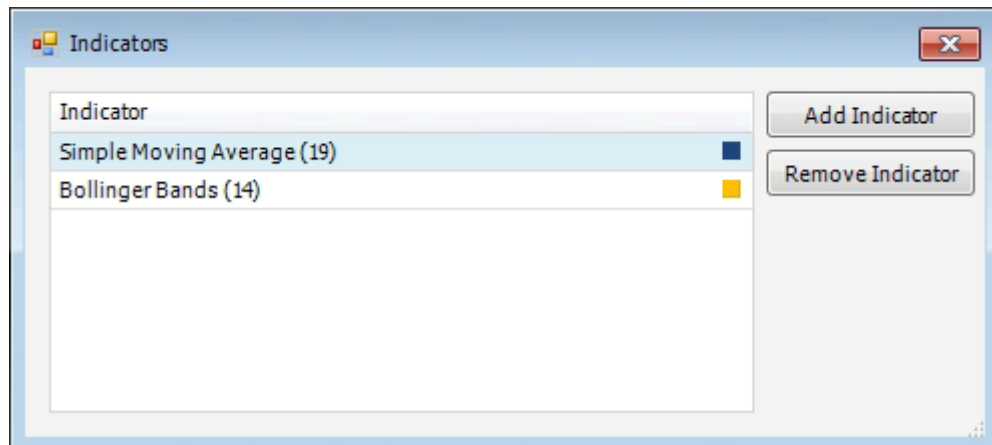 Indicators
Indicator
Simple Moving Average (19)
Bollinger Bands (14)
Add Indicator
Remove Indicator